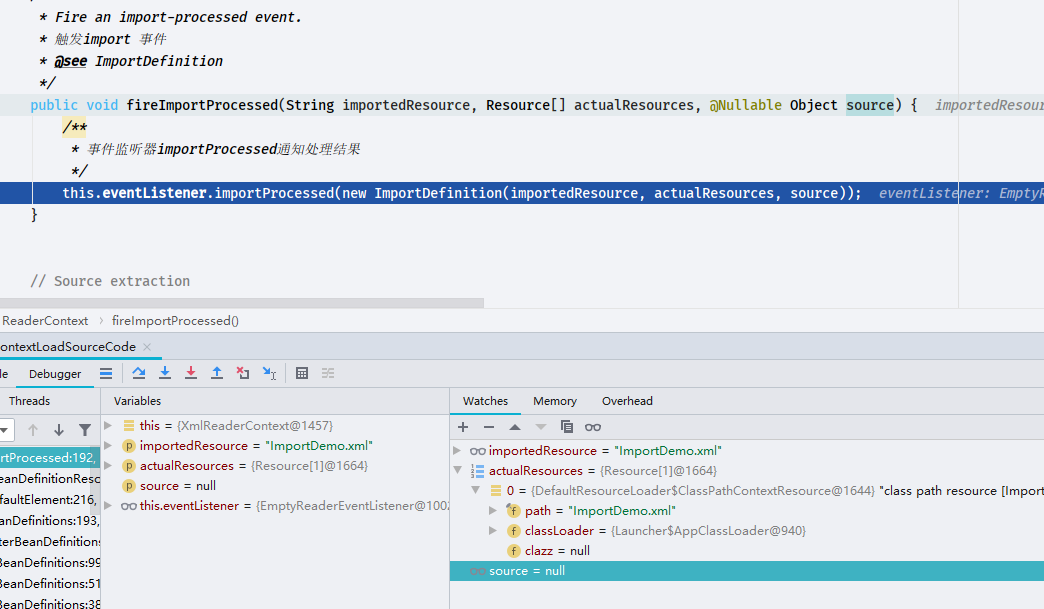 * Fire an import-processed event.
* 触发import 事件
* @see ImportDefinition
*/
public void fireImportProcessed(String importedResource, Resource[] actualResources, @Nullable Object source) { importedResour
/**
* 事件监听器importProcessed通知处理结果
*/
this.eventListener.importProcessed(new ImportDefinition(importedResource, actualResources, source)); eventListener: EmptyR
}
// Source extraction
ReaderContext › fireImportProcessed()
ontextLoadSourceCode ×
le Debugger
Threads Variables Watches Memory Overhead
this = {XmlReaderContext@1457}
importedResource = "ImportDemo.xml"
actualResources = {Resource[1]@1664}
source = null
this.eventListener = {EmptyReaderEventListener@100
rtProcessed:192,
eanDefinitionReso
faultElement:216,
anDefinitions:193,
terBeanDefinitions
BeanDefinitions:99
BeanDefinitions:51
BeanDefinitions:38
importedResource = "ImportDemo.xml"
actualResources = {Resource[1]@1664}
0 = {DefaultResourceLoader$ClassPathContextResource@1644} "class path resource [Import
path = "ImportDemo.xml"
classLoader = {Launcher$AppClassLoader@940}
clazz = null
source = null